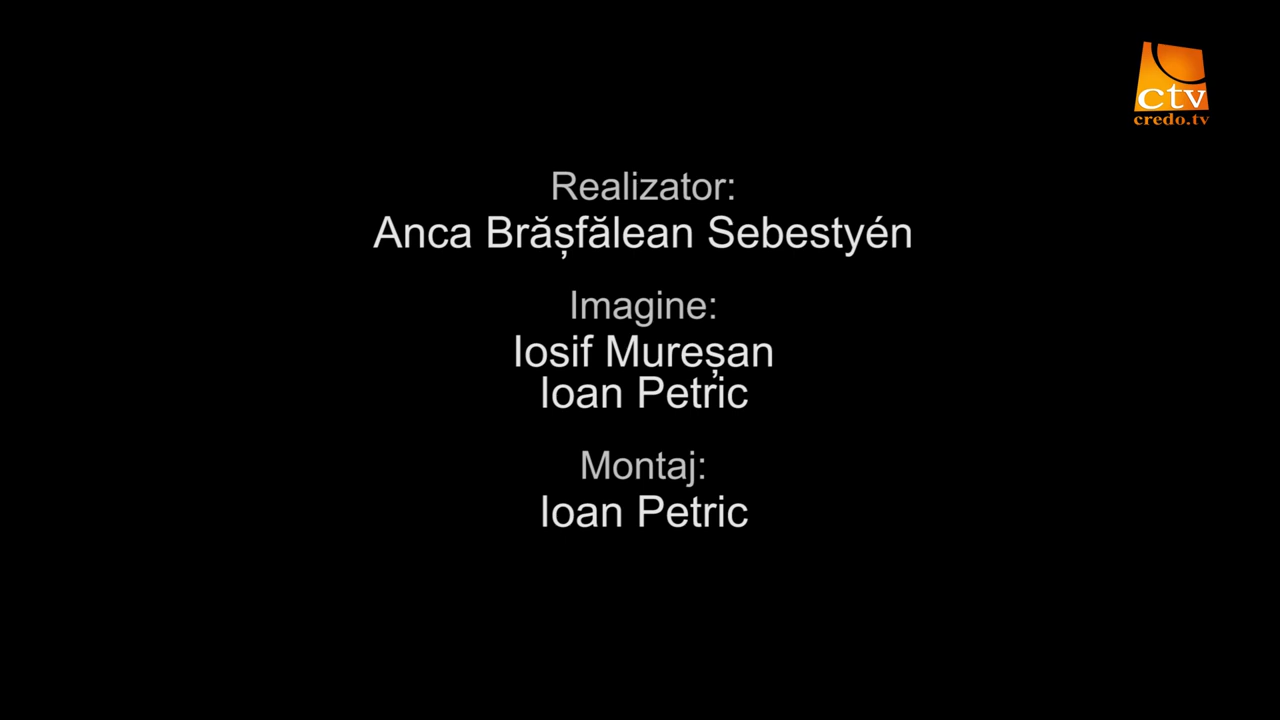 ctv
credo.tv
Realizator:
Anca Brășfălean Sebestyén
Imagine:
Iosif Mureșan
Ioan Petric
Montaj:
Ioan Petric